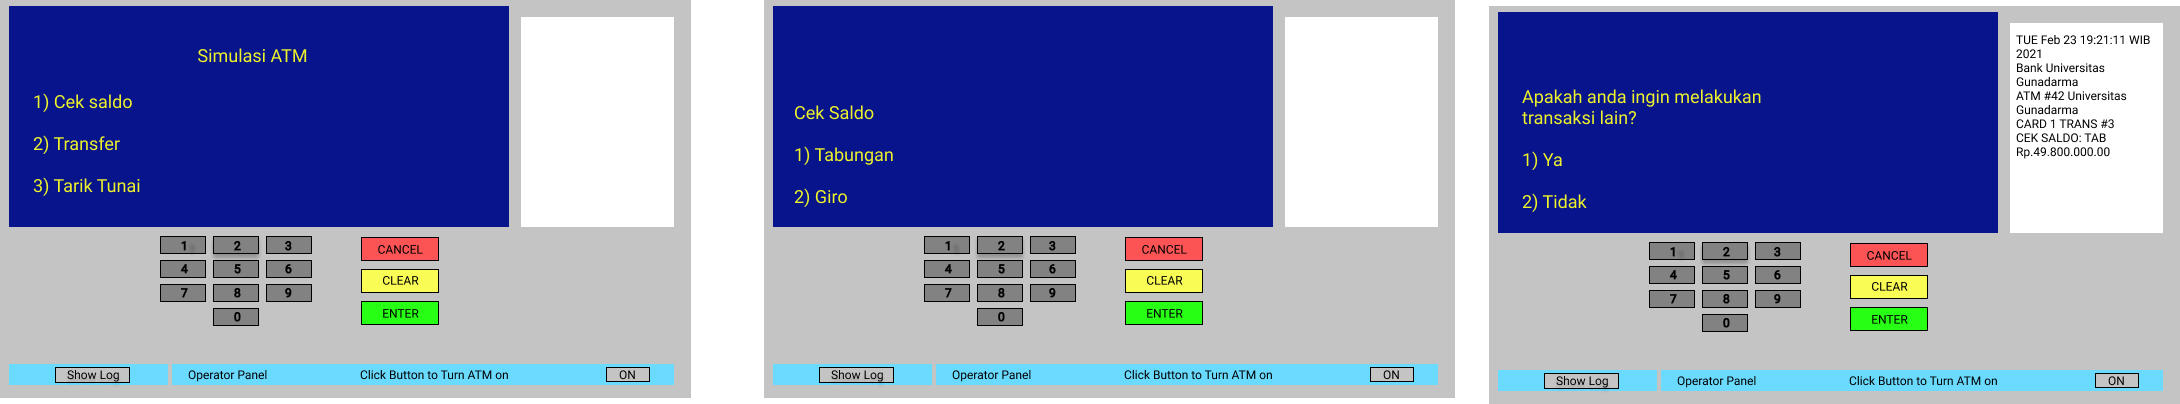 Simulasi ATM
1) Cek saldo
2) Transfer
3) Tarik Tunai
1 2 3
4 5 6
7 8 9
0
CANCEL
CLEAR
ENTER
Show Log
Operator Panel
Click Button to Turn ATM on
ON
Cek Saldo
1) Tabungan
2) Giro
1 2 3
4 5 6
7 8 9
0
CANCEL
CLEAR
ENTER
Show Log
Operator Panel
Click Button to Turn ATM on
ON
Apakah anda ingin melakukan
transaksi lain?
1) Ya
2) Tidak
TUE Feb 23 19:21:11 WIB
2021
Bank Universitas
Gunadarma
ATM #42 Universitas
Gunadarma
CARD 1 TRANS #3
CEK SALDO: TAB
Rp.49.800.000.00
1 2 3
4 5 6
7 8 9
0
CANCEL
CLEAR
ENTER
Show Log
Operator Panel
Click Button to Turn ATM on
ON